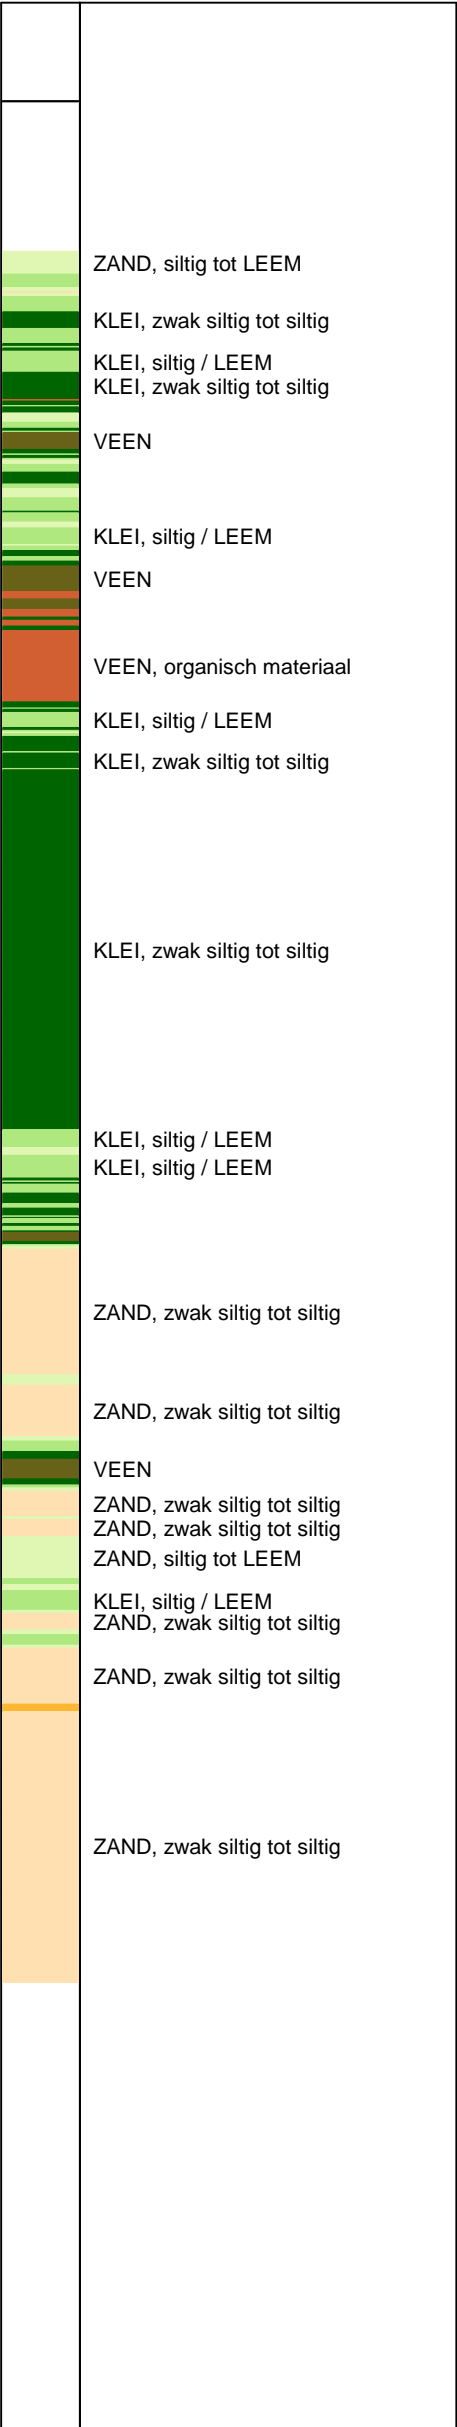 ZAND, siltig tot LEEM
KLEI, zwak siltig tot siltig
KLEI, siltig / LEEM
KLEI, zwak siltig tot siltig
VEEN
KLEI, siltig / LEEM
VEEN
VEEN, organisch materiaal
KLEI, siltig / LEEM
KLEI, zwak siltig tot siltig
KLEI, zwak siltig tot siltig
KLEI, siltig / LEEM
KLEI, siltig / LEEM
ZAND, zwak siltig tot siltig
ZAND, zwak siltig tot siltig
VEEN
ZAND, zwak siltig tot siltig
ZAND, zwak siltig tot siltig
ZAND, siltig tot LEEM
KLEI, siltig / LEEM
ZAND, zwak siltig tot siltig
ZAND, zwak siltig tot siltig
ZAND, zwak siltig tot siltig